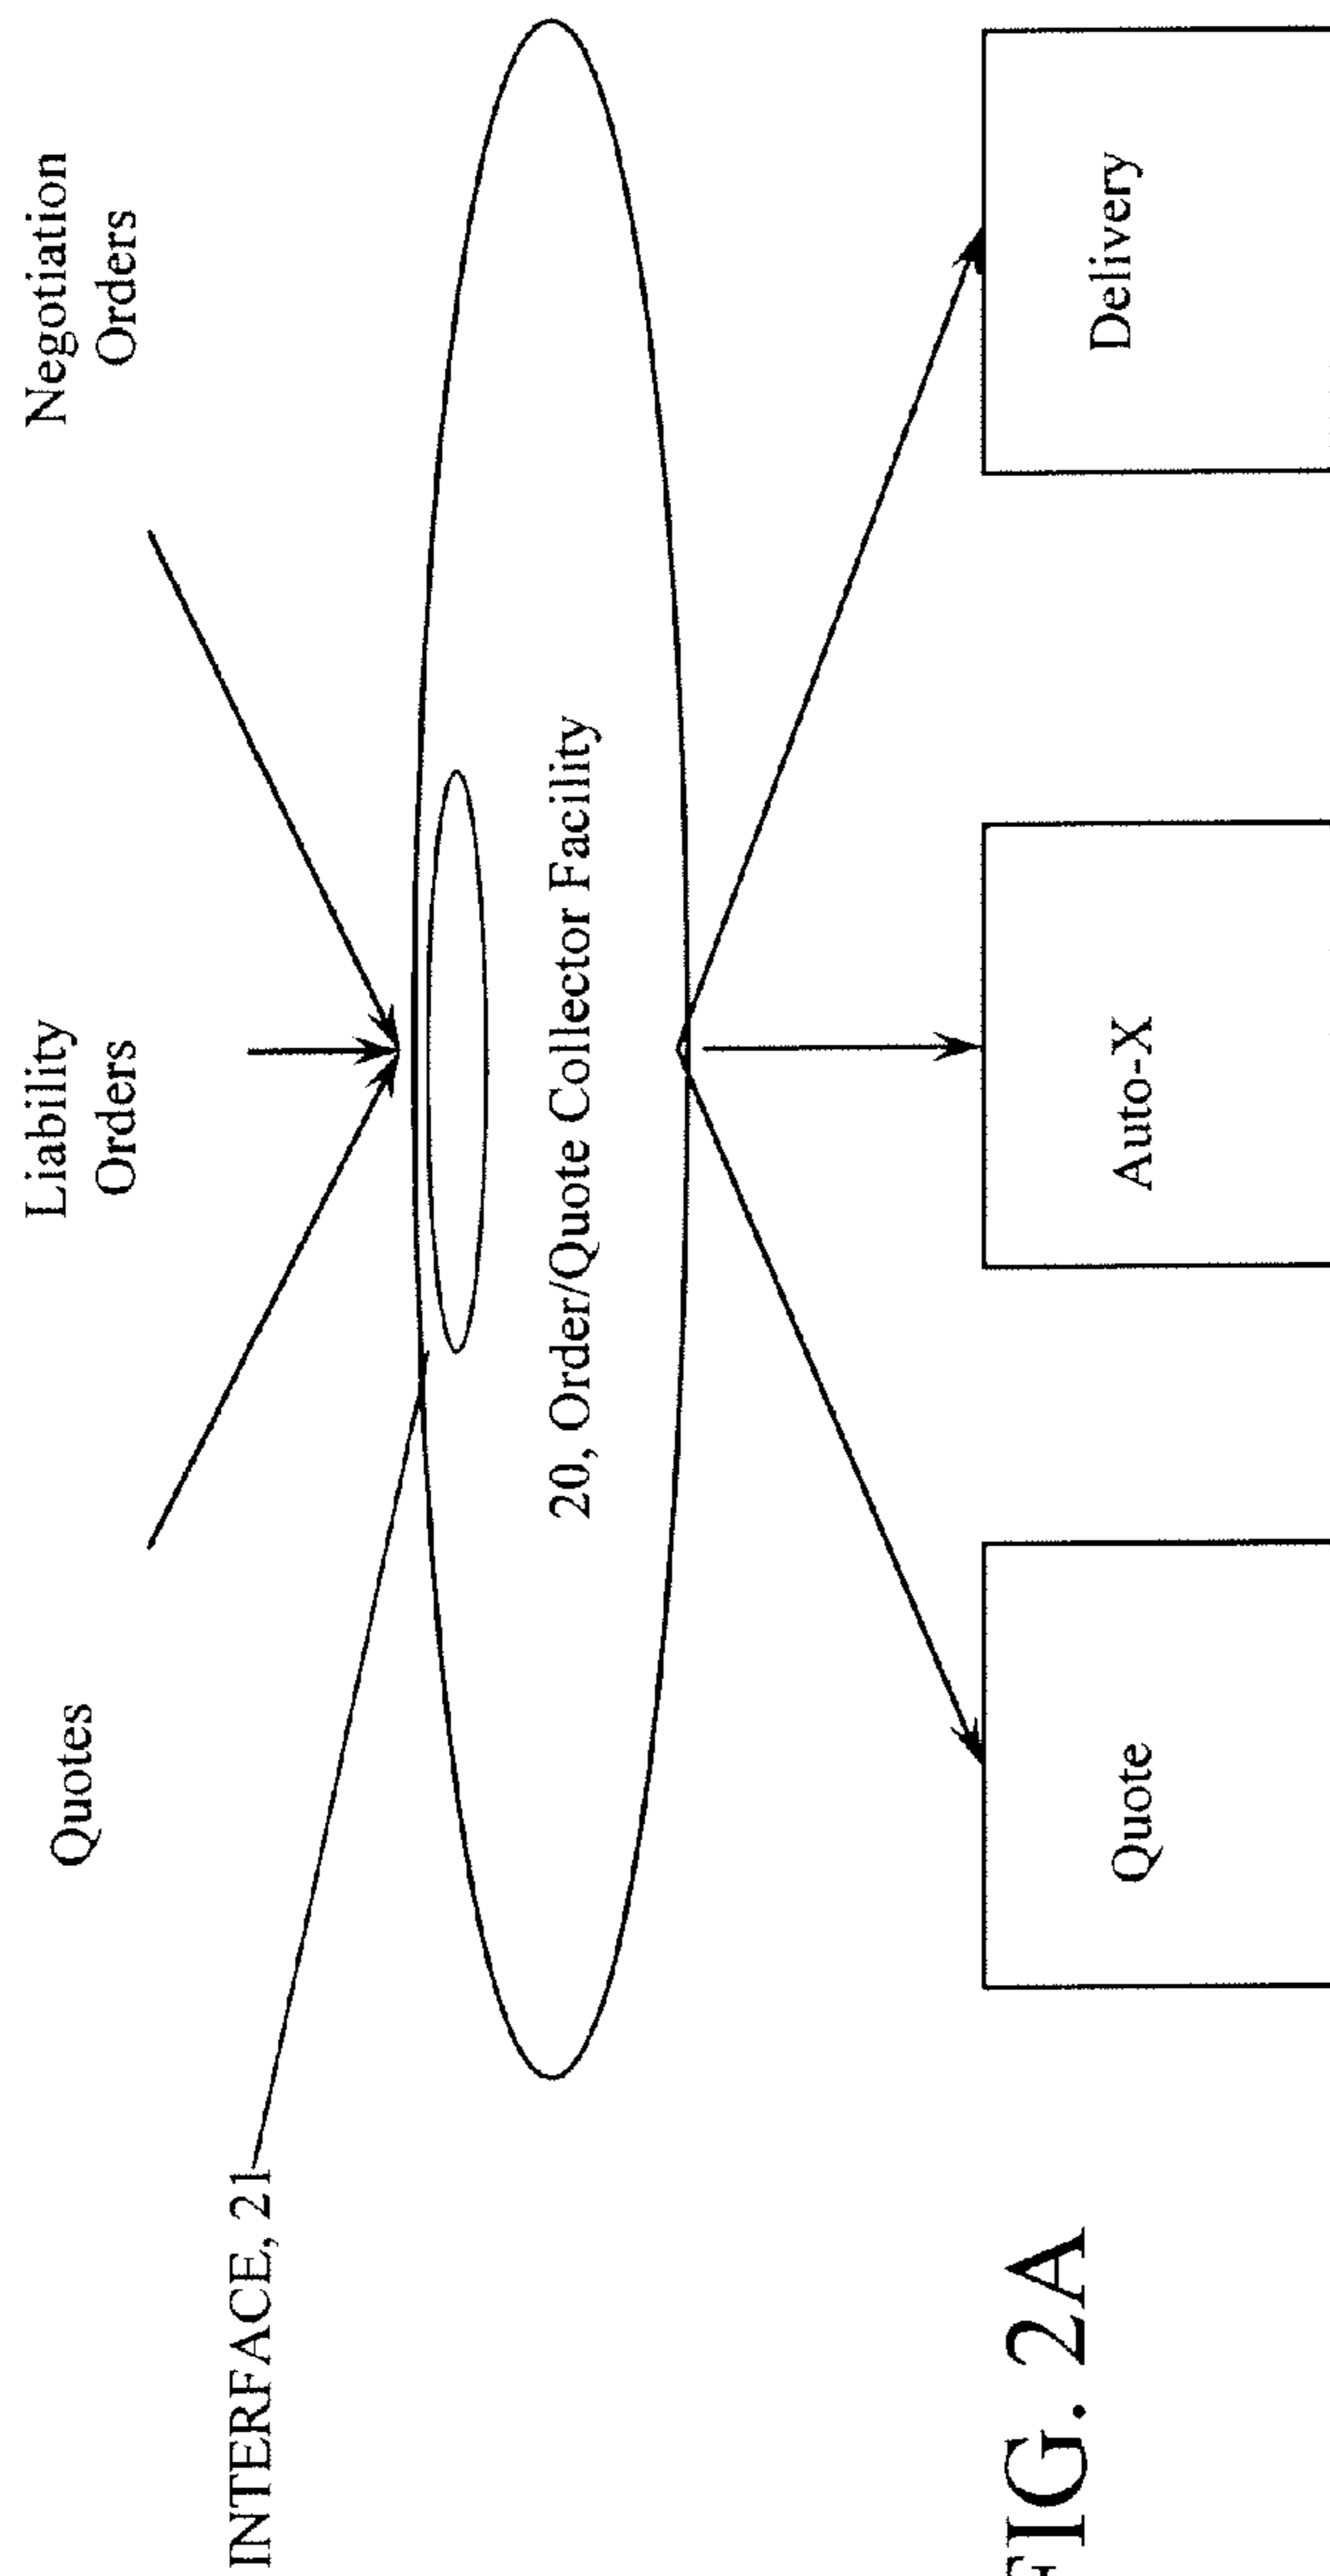 Quotes
Liability
Orders
Negotiation
Orders
INTERFACE, 21
20, Order/Quote Collector Facility
Quote
Auto-X
Delivery
FIG. 2A